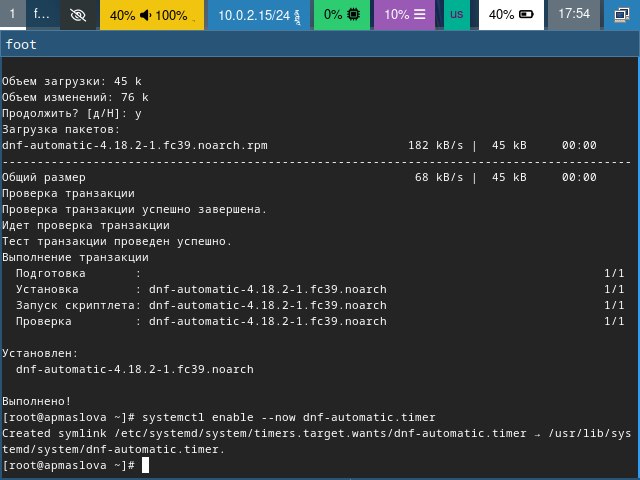 1 f... 40% 100% 10.0.2.15/24 0% 10% us 40% 17:54
foot
Объем загрузки: 45 k
Объем изменений: 76 k
Продолжить? [д/Н]: y
Загрузка пакетов:
dnf-automatic-4.18.2-1.fc39.noarch.rpm 182 kB/s | 45 kB 00:00
--------------------------------------------------------------------------------
Общий размер 68 kB/s | 45 kB 00:00
Проверка транзакции
Проверка транзакции успешно завершена.
Идет проверка транзакции
Тест транзакции проведен успешно.
Выполнение транзакции
Подготовка : 1/1
Установка : dnf-automatic-4.18.2-1.fc39.noarch 1/1
Запуск скриптлета: dnf-automatic-4.18.2-1.fc39.noarch 1/1
Проверка : dnf-automatic-4.18.2-1.fc39.noarch 1/1
Установлен:
dnf-automatic-4.18.2-1.fc39.noarch
Выполнено!
[root@apmaslova ~]# systemctl enable --now dnf-automatic.timer
Created symlink /etc/systemd/system/timers.target.wants/dnf-automatic.timer → /usr/lib/sys
temd/system/dnf-automatic.timer.
[root@apmaslova ~]#